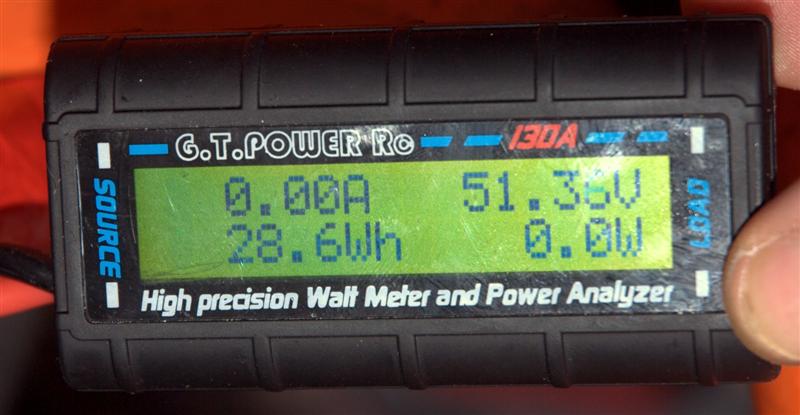 G.T.POWER RC 130A
SOURCE
0.00A 51.36V
28.6Wh 0.0W
LOAD
High precision Watt Meter and Power Analyzer